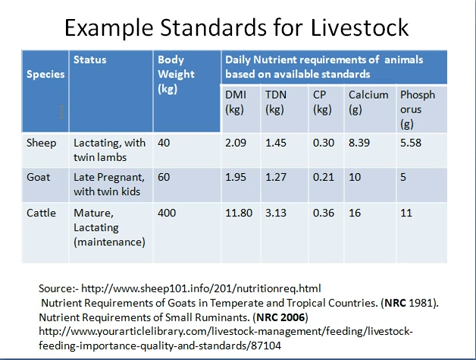 Example Standards for Livestock
Species Status Body Weight (kg) Daily Nutrient requirements of animals based on available standards
DMI (kg) TDN (kg) CP (kg) Calcium (g) Phosph orus (g)
Sheep Lactating, with twin lambs 40 2.09 1.45 0.30 8.39 5.58
Goat Late Pregnant, with twin kids 60 1.95 1.27 0.21 10 5
Cattle Mature, Lactating (maintenance) 400 11.80 3.13 0.36 16 11
Source:- http://www.sheep101.info/201/nutritionreq.html
Nutrient Requirements of Goats in Temperate and Tropical Countries. (NRC 1981).
Nutrient Requirements of Small Ruminants. (NRC 2006)
http://www.yourarticlelibrary.com/livestock-management/feeding/livestock-
feeding-importance-quality-and-standards/87104